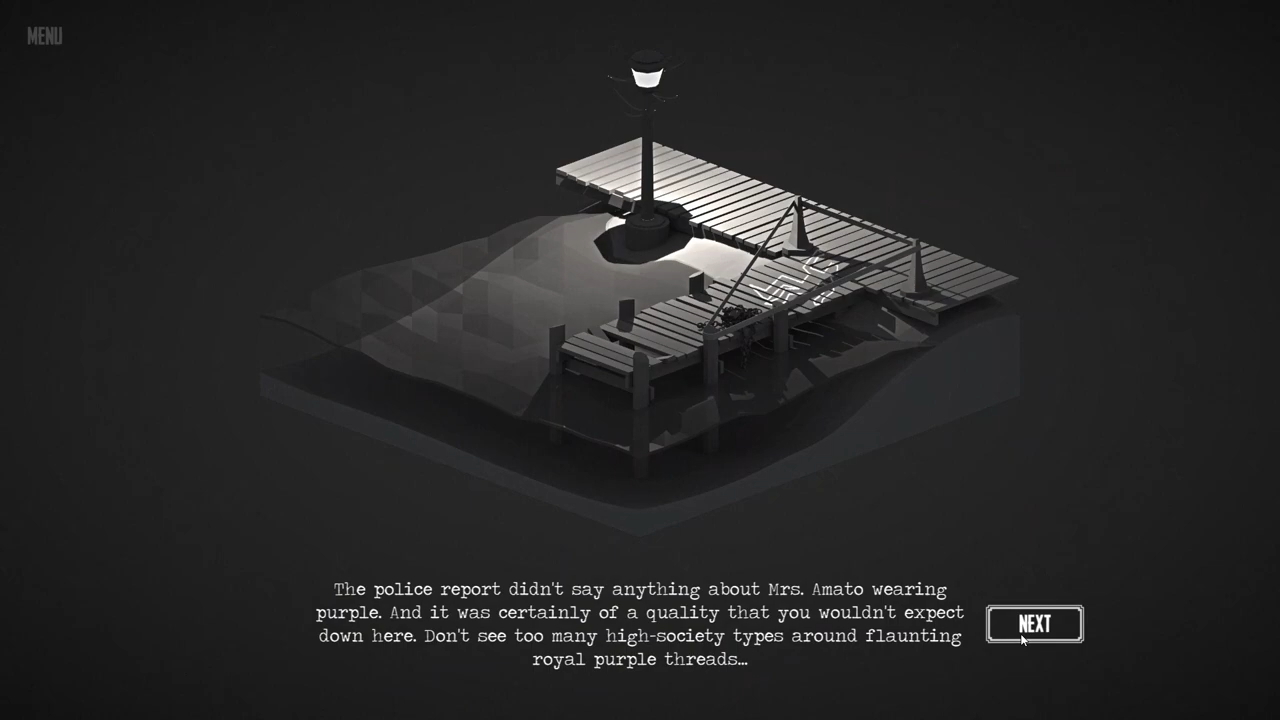 MENU
The police report didn't say anything about Mrs. Amato wearing
purple. And it was certainly of a quality that you wouldn't expect
down here. Don't see too many high-society types around flaunting
royal purple threads…
NEXT